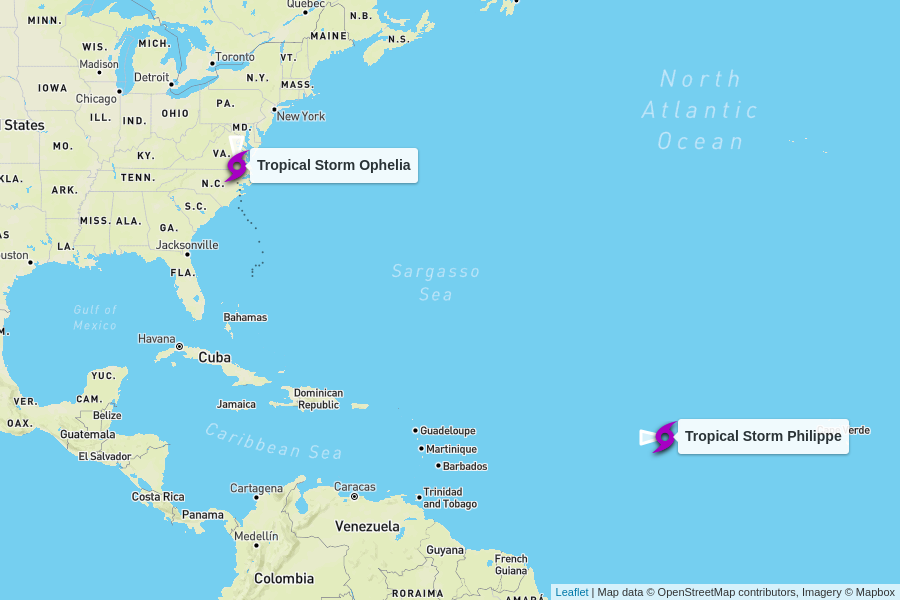 Quebec
MINN.
N.B.
MAINE
N.S.
WIS.
MICH.
Toronto
VT.
Madison
Detroit
N.Y.
MASS.
IOWA
Chicago
PA.
New York
ILL.
IND.
OHIO
MD.
d States
MO.
KY.
VA.
Tropical Storm Ophelia
KLA.
ARK.
TENN.
N.C.
S.C.
MISS.
ALA.
GA.
AS
LA.
Jacksonville
ouston
FLA.
North
Atlantic
Ocean
Sargasso
Sea
Gulf of
Mexico
Bahamas
M.
Havana
Cuba
YUC.
VER.
CAM.
Dominican
Republic
Jamaica
OAX.
Belize
Guatemala
El Salvador
Caribbean Sea
Guadeloupe
Martinique
Barbados
Tropical Storm Philippe
erde
Costa Rica
Cartagena
Caracas
Trinidad
and Tobago
Panama
Venezuela
Medellín
Guyana
French
Guiana
Colombia
RORAIMA
AMAPÁ
Leaflet | Map data © OpenStreetMap contributors, Imagery © Mapbox